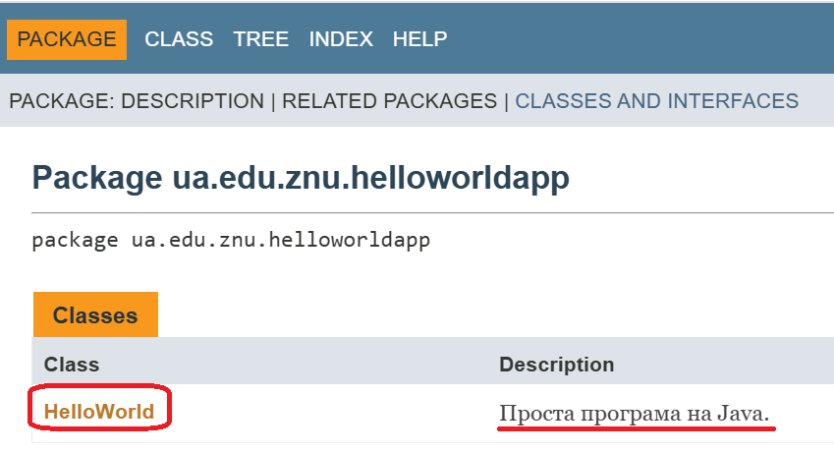 PACKAGE CLASS TREE INDEX HELP
PACKAGE: DESCRIPTION | RELATED PACKAGES | CLASSES AND INTERFACES
Package ua.edu.znu.helloworldapp
package ua.edu.znu.helloworldapp
Classes
Class Description
HelloWorld Проста програма на Java.